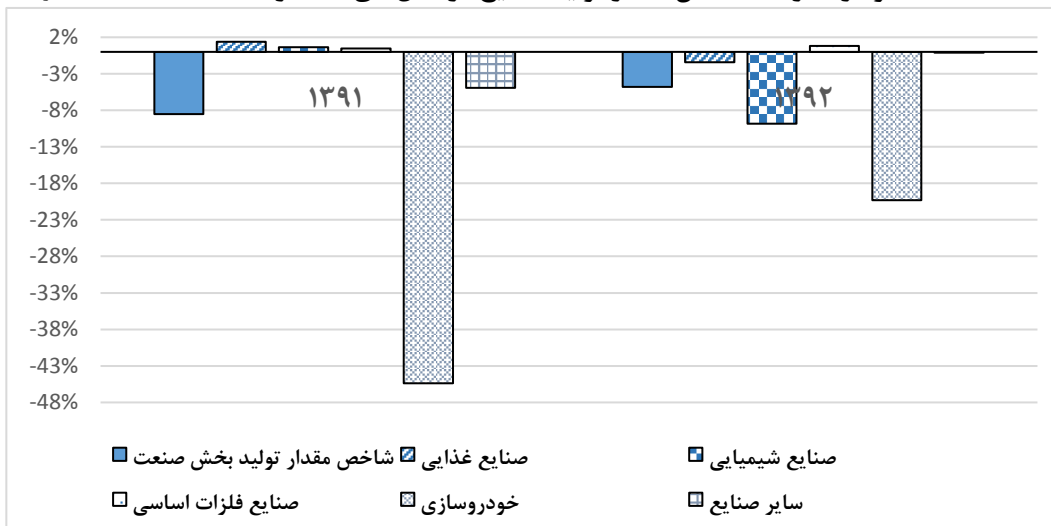 2%
-3%
-8%
-13%
-18%
-23%
-28%
-33%
-38%
-43%
-48%
۱۳۹۱
۱۳۹۲
شاخص مقدار تولید بخش صنعت
صنایع غذایی
صنایع شیمیایی
صنایع فلزات اساسی
خودروسازی
سایر صنایع